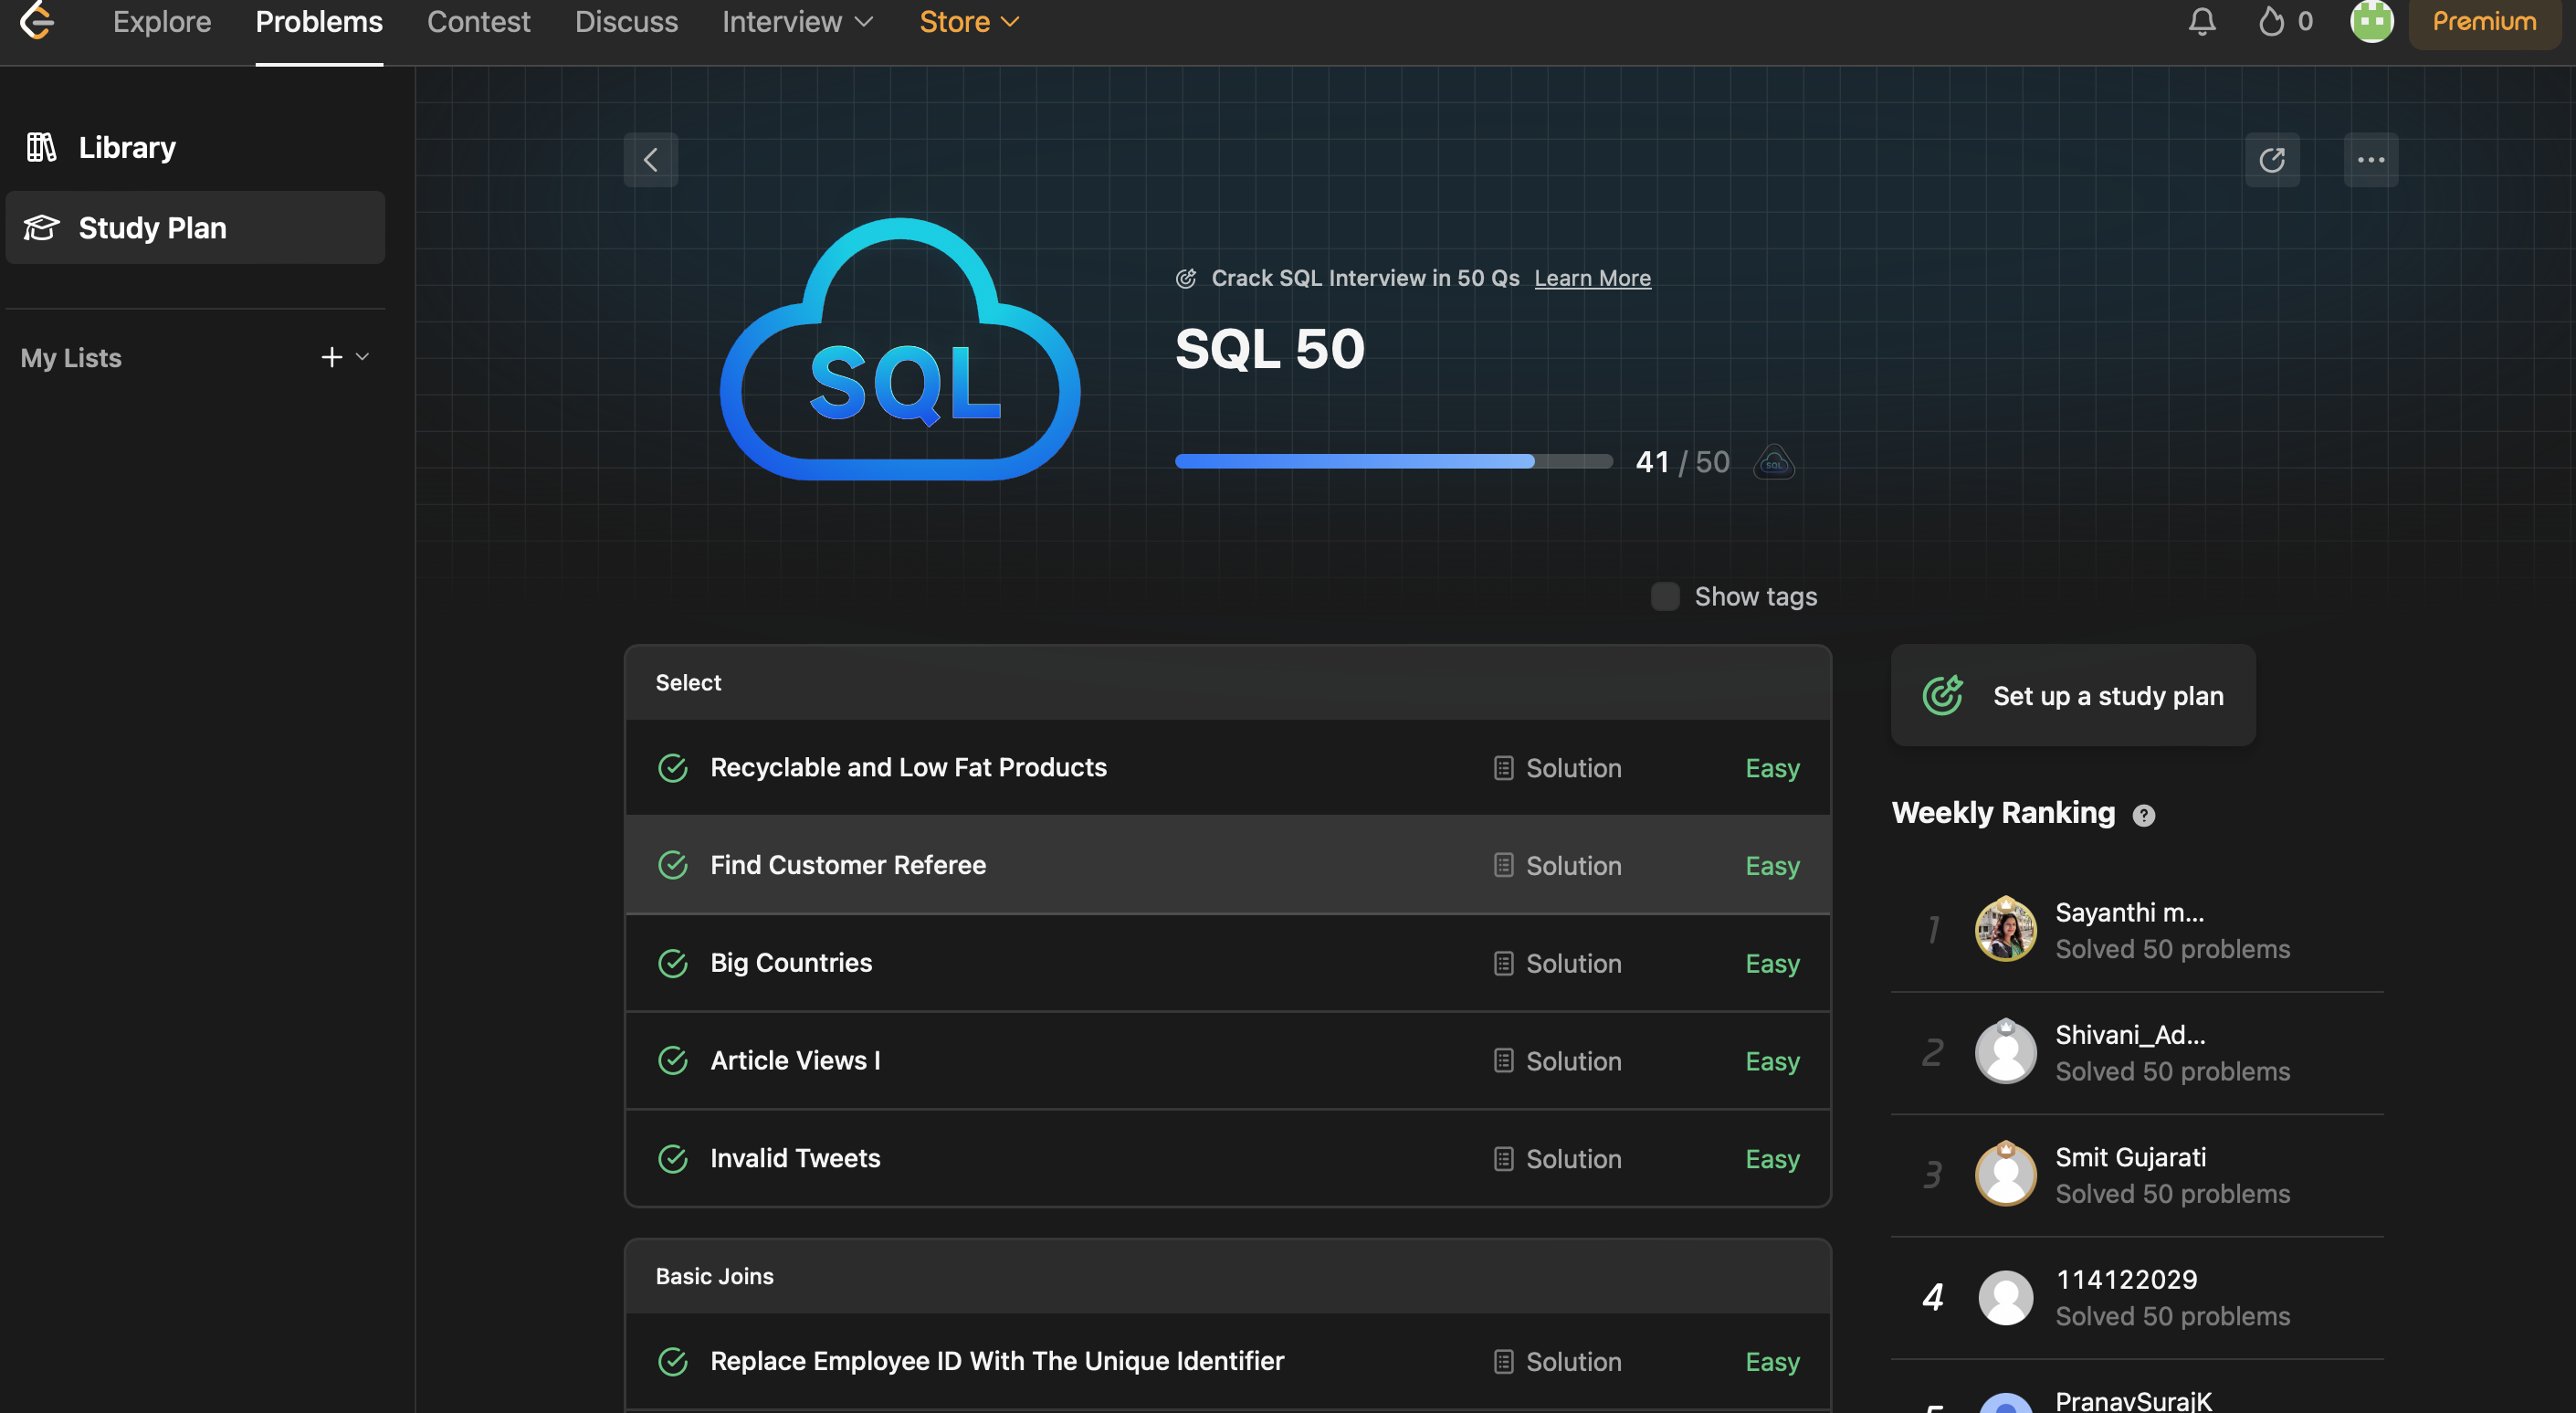 Explore Problems Contest Discuss Interview Store 0 Premium
Library
Study Plan
My Lists
SQL
Crack SQL Interview in 50 Qs Learn More
SQL 50
41 / 50 SQL
Show tags
Select
Recyclable and Low Fat Products Solution Easy
Find Customer Referee Solution Easy
Big Countries Solution Easy
Article Views I Solution Easy
Invalid Tweets Solution Easy
Basic Joins
Replace Employee ID With The Unique Identifier Solution Easy
Set up a study plan
Weekly Ranking ?
1 Sayanthi m...
Solved 50 problems
2 Shivani_Ad...
Solved 50 problems
3 Smit Gujarati
Solved 50 problems
4 114122029
Solved 50 problems
5 PranavSurajK